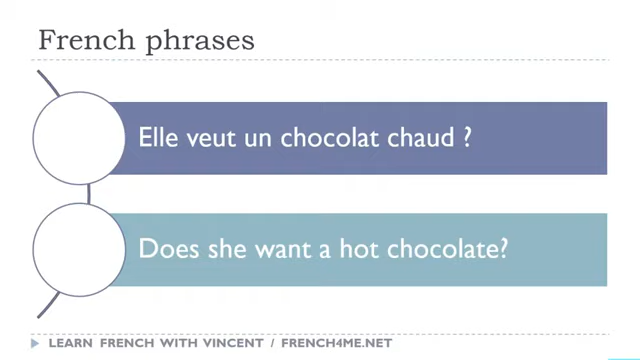 French phrases
Elle veut un chocolat chaud ?
Does she want a hot chocolate?
LEARN FRENCH WITH VINCENT / FRENCH4ME.NET